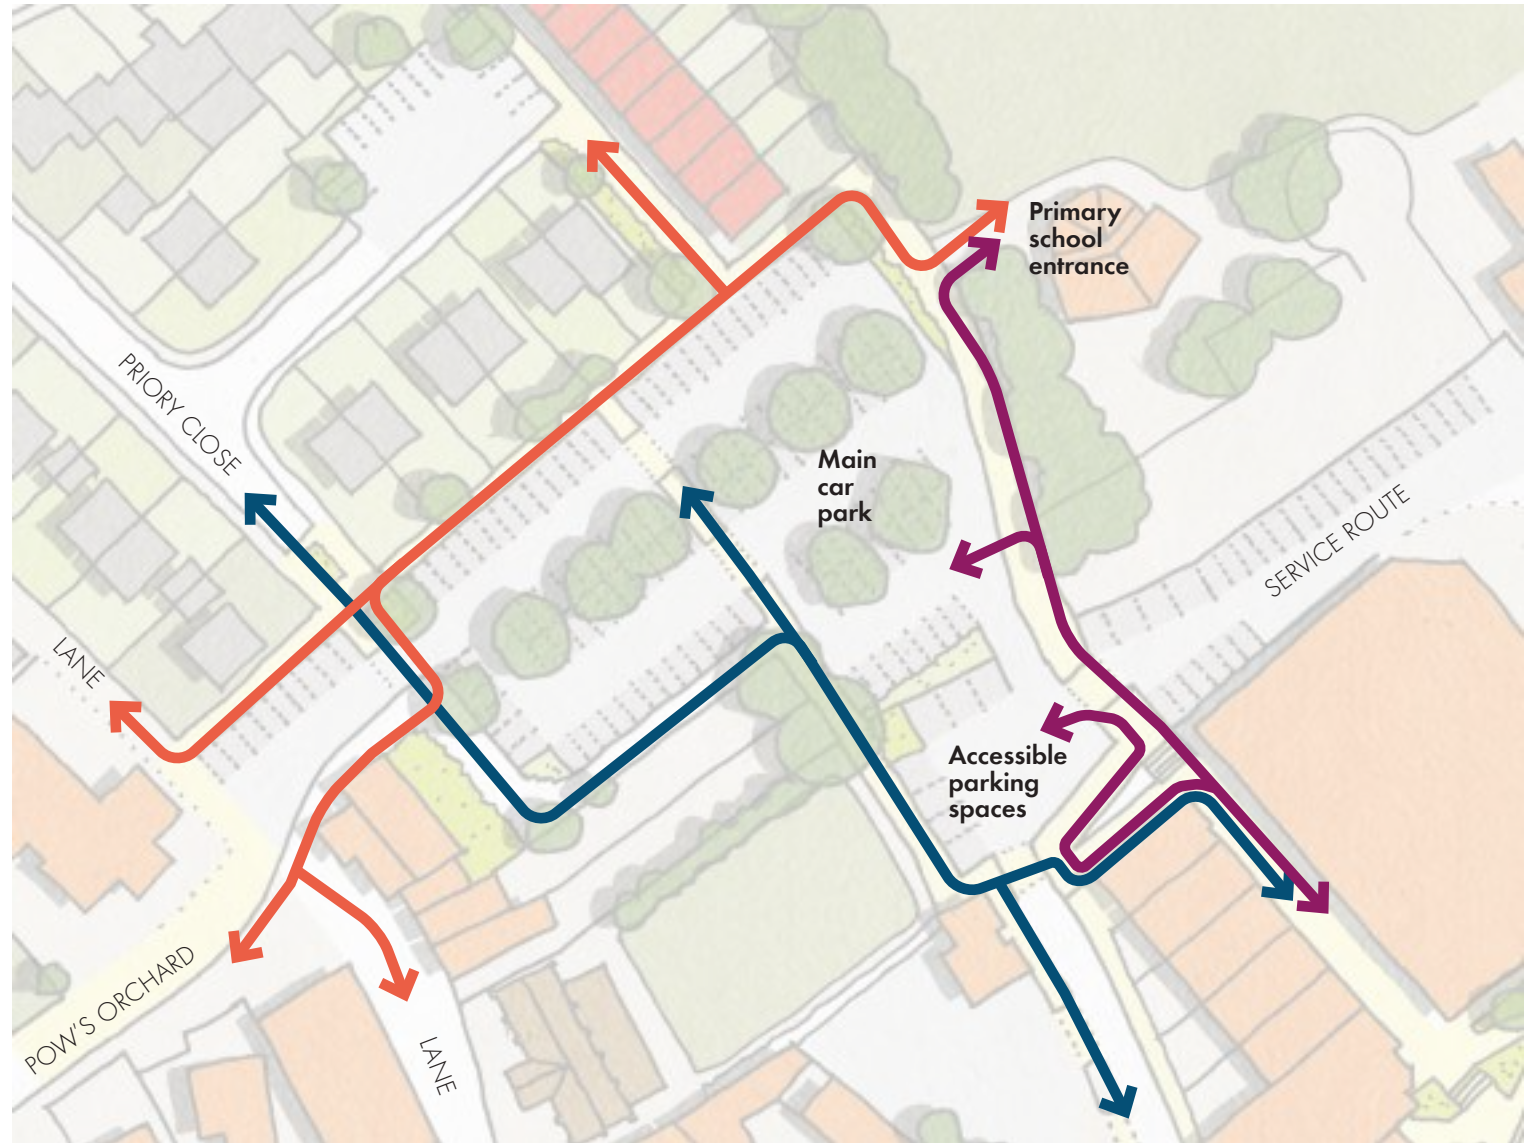 Primary
school
entrance
PRIORY CLOSE
Main
car
park
SERVICE ROUTE
LANE
Accessible
parking
spaces
POW'S ORCHARD
LANE